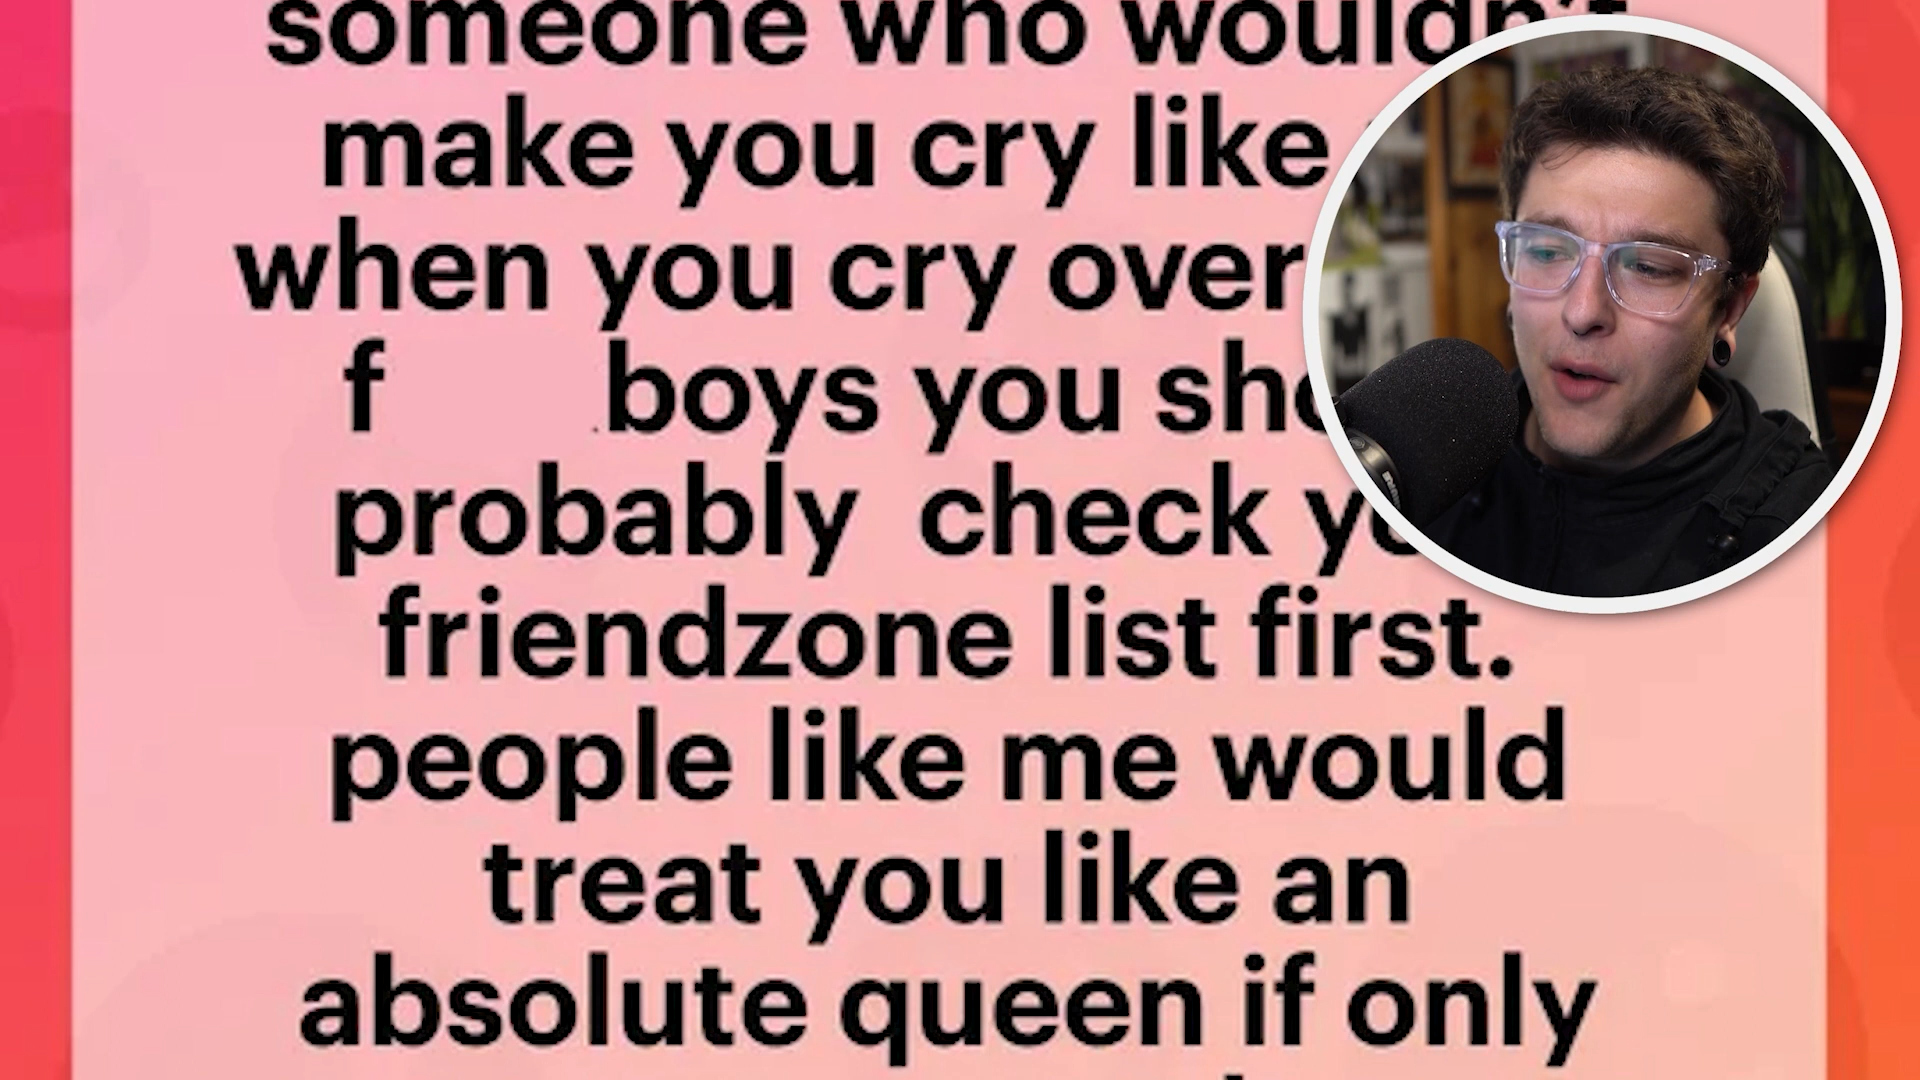 someone who wouldn't
make you cry like
when you cry over
f boys you
probably check
friendzone list first.
people like me would
treat you like an
absolute queen if only